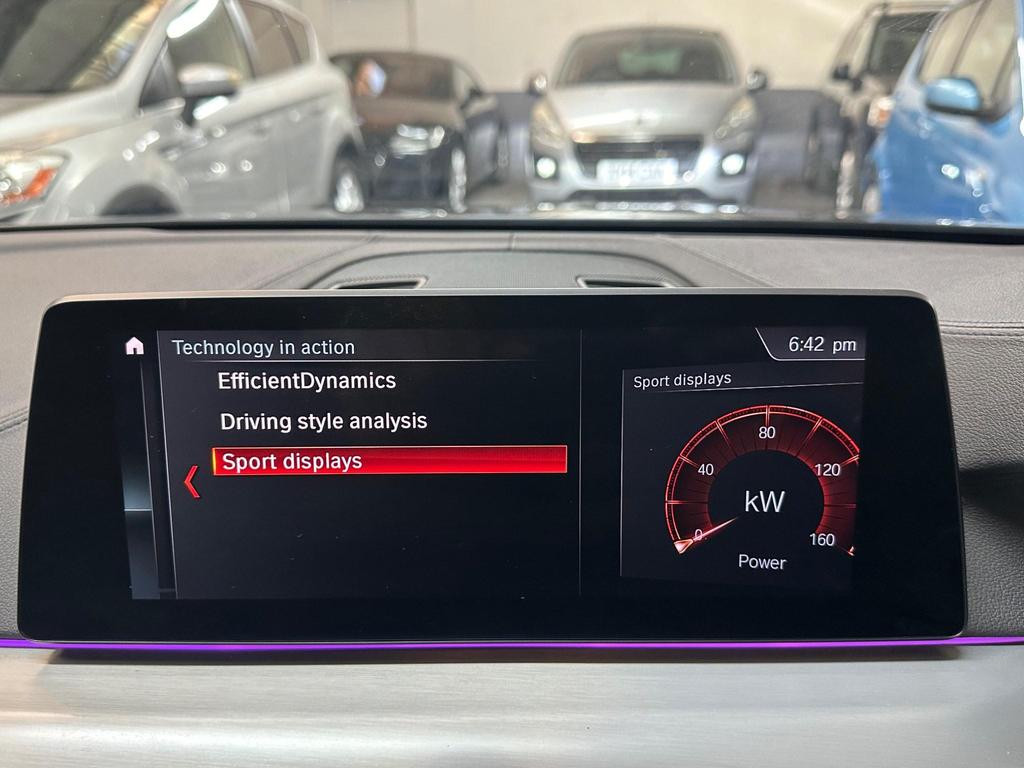 Technology in action
6:42 pm
EfficientDynamics
Driving style analysis
Sport displays
Sport displays
80
40
120
kW
0
160
Power